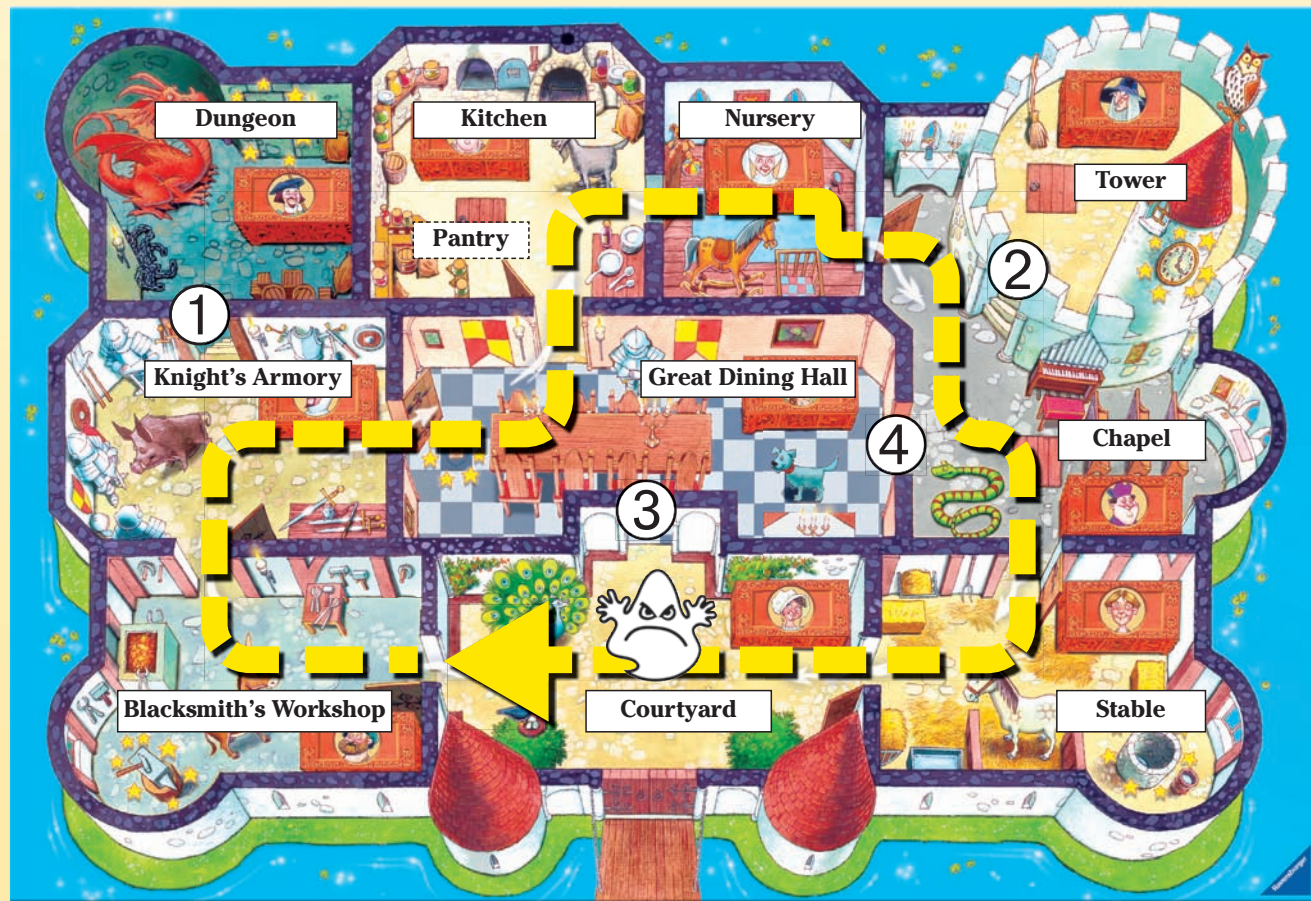 Dungeon
Kitchen
Nursery
Tower
Pantry
2
1
Knight's Armory
Great Dining Hall
4
Chapel
3
Blacksmith's Workshop
Courtyard
Stable
Ravensburger